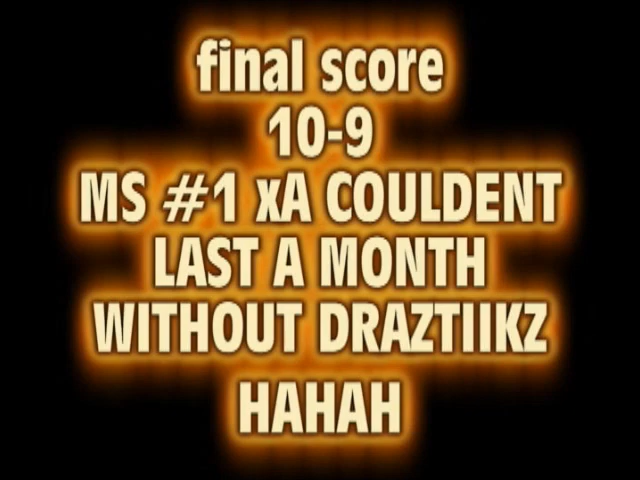 final score
10-9
MS #1 xA COULDENT
LAST A MONTH
WITHOUT DRAZTIIKZ
HAHAH